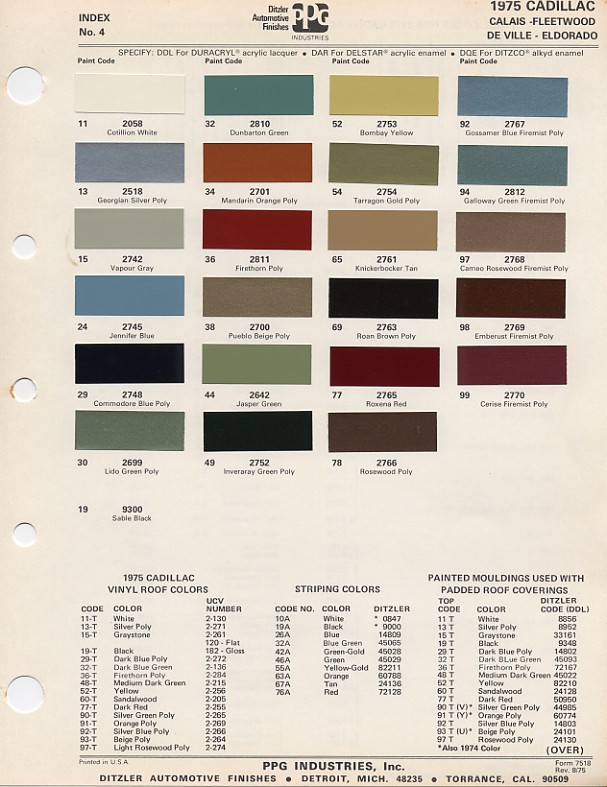 INDEX
No. 4
Ditzler
Automotive
Finishes
PPG
INDUSTRIES
1975 CADILLAC
CALAIS -FLEETWOOD
DE VILLE - ELDORADO
SPECIFY: DDL For DURACRYL® acrylic lacquer • DAR For DELSTAR® acrylic enamel • DQE For DITZCO® alkyd enamel
Paint Code Paint Code Paint Code Paint Code
11 2058 32 2810 52 2753 92 2767
Cotillion White Dunbarton Green Bombay Yellow Gossamer Blue Firemist Poly
13 2518 34 2701 54 2754 94 2812
Georgian Silver Poly Mandarin Orange Poly Tarragon Gold Poly Galloway Green Firemist Poly
15 2742 36 2811 65 2761 97 2768
Vapour Gray Firethorn Poly Knickerbocker Tan Cameo Rosewood Firemist Poly
24 2745 38 2700 69 2763 98 2769
Jennifer Blue Pueblo Beige Poly Roan Brown Poly Emberust Firemist Poly
29 2748 44 2642 77 2765 99 2770
Commodore Blue Poly Jasper Green Roxena Red Cerise Firemist Poly
30 2699 49 2752 78 2766
Lido Green Poly Inveraray Green Poly Rosewood Poly
19 9300
Sable Black
1975 CADILLAC
VINYL ROOF COLORS
UCV
CODE COLOR NUMBER
11-T White 2-130
13-T Silver Poly 2-271
15-T Graystone 2-261
120 - Flat
19-T Black 182 - Gloss
29-T Dark Blue Poly 2-272
32-T Dark Blue Green 2-136
36-T Firethorn Poly 2-284
48-T Medium Dark Green 2-215
52-T Yellow 2-256
60-T Sandalwood 2-205
77-T Dark Red 2-255
90-T Silver Green Poly 2-265
91-T Orange Poly 2-269
92-T Silver Blue Poly 2-266
93-T Beige Poly 2-264
97-T Light Rosewood Poly 2-274
STRIPING COLORS
CODE NO. COLOR DITZLER
10A White * 0847
19A Black * 9000
26A Blue 14809
32A Blue Green 45065
42A Green-Gold 45028
46A Green 45029
55A Yellow-Gold 82211
63A Orange 60788
67A Tan 24136
76A Red 72128
PAINTED MOULDINGS USED WITH
PADDED ROOF COVERINGS
TOP DITZLER
CODE COLOR CODE (DDL)
11 T White 8856
13 T Silver Poly 8952
15 T Graystone 33161
19 T Black 9348
29 T Dark Blue Poly 14802
32 T Dark BLue Green 45093
36 T Firethorn Poly 72167
48 T Medium Dark Green 45022
52 T Yellow 82210
60 T Sandalwood 24128
77 T Dark Red 50950
90 T (V)* Silver Green Poly 44985
91 T (Y)* Orange Poly 60774
92 T Silver Blue Poly 14803
93 T (U)* Beige Poly 24101
97 T Rosewood Poly 24130
*Also 1974 Color (OVER)
Printed in U.S.A.
PPG INDUSTRIES, Inc.
Form 7518
Rev. 8/75
DITZLER AUTOMOTIVE FINISHES • DETROIT, MICH. 48235 • TORRANCE, CAL. 90509